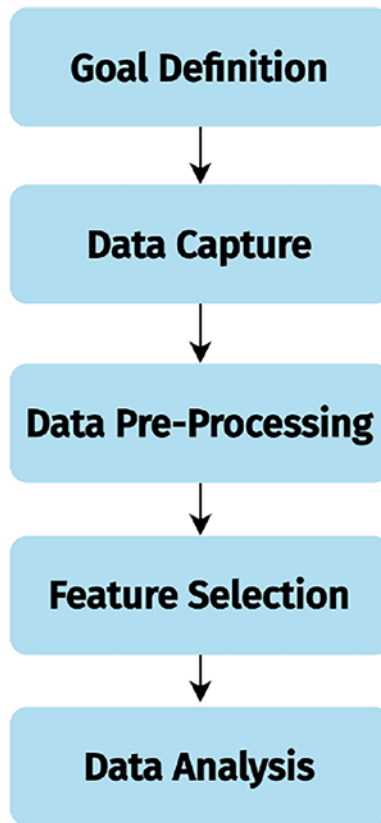 Goal Definition
Data Capture
Data Pre-Processing
Feature Selection
Data Analysis